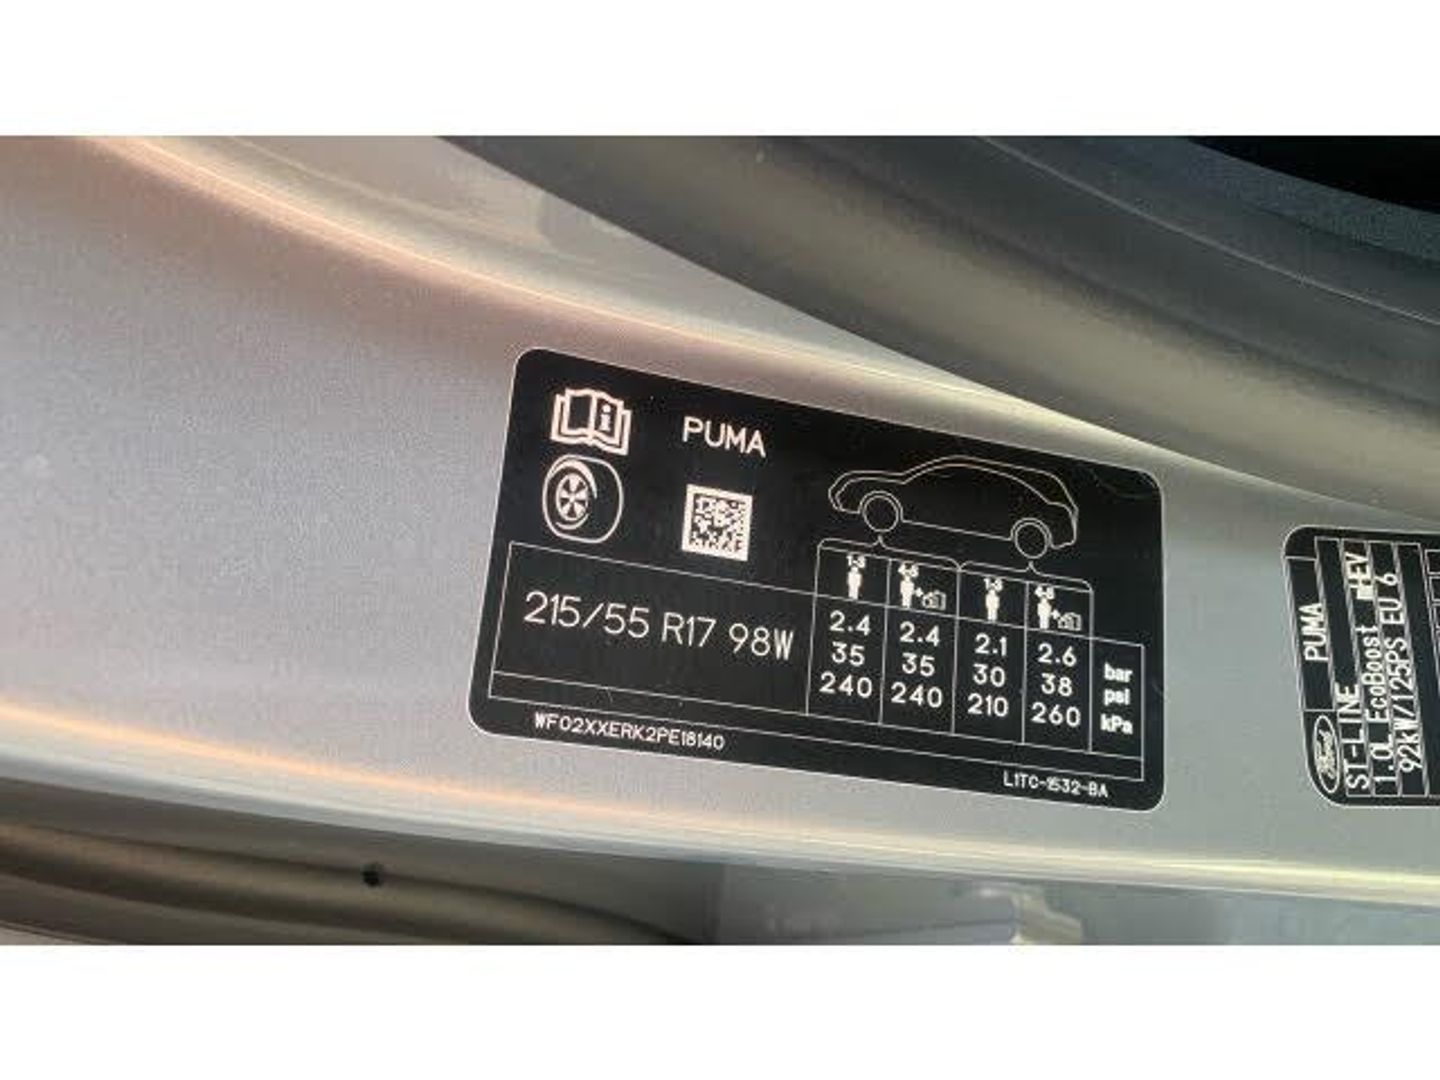 PUMA
1-3 4-5 1-3 4-5
215/55 R17 98W
2.4 2.4 2.1 2.6 bar
35 35 30 38 psi
240 240 210 260 kPa
WF02XXERK2PE18140
L1TC-1532-BA
Ford PUMA
ST-LINE
1.0L EcoBoost mHEV
92kW/125PS EU 6